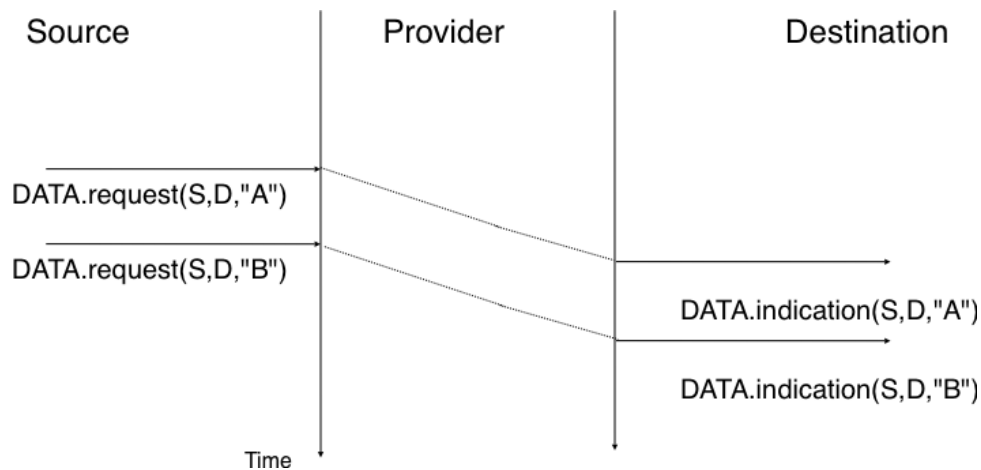 Source
Provider
Destination
DATA.request(S,D,"A")
DATA.request(S,D,"B")
DATA.indication(S,D,"A")
DATA.indication(S,D,"B")
Time